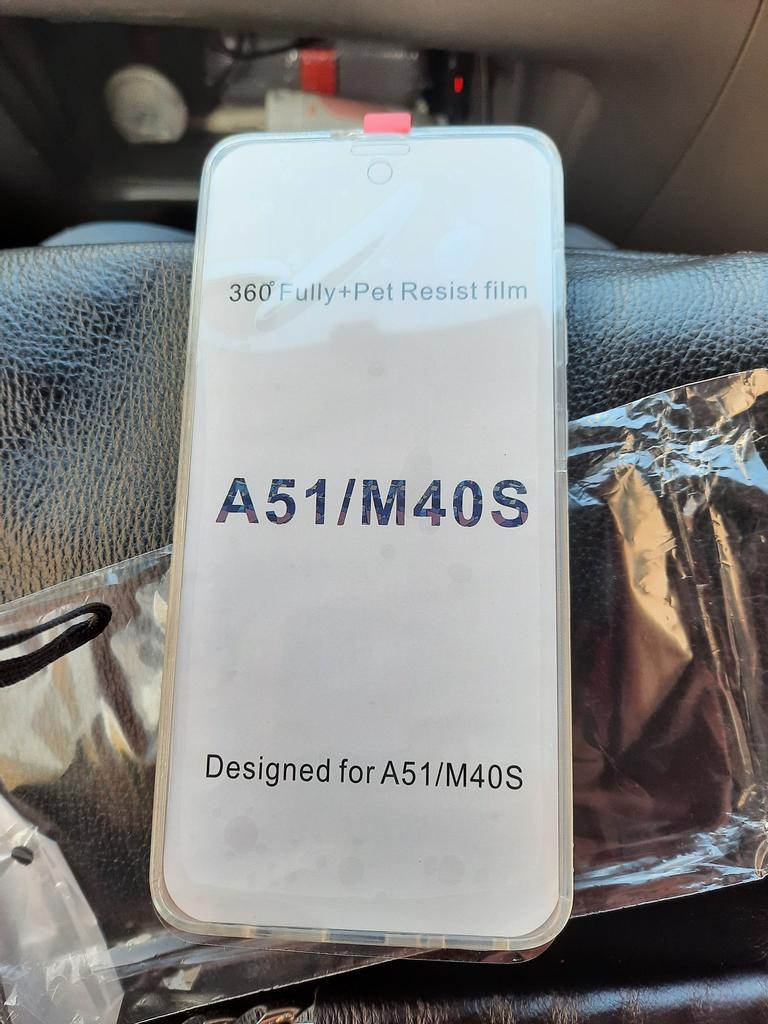 360° Fully+Pet Resist film
A51/M40S
Designed for A51/M40S